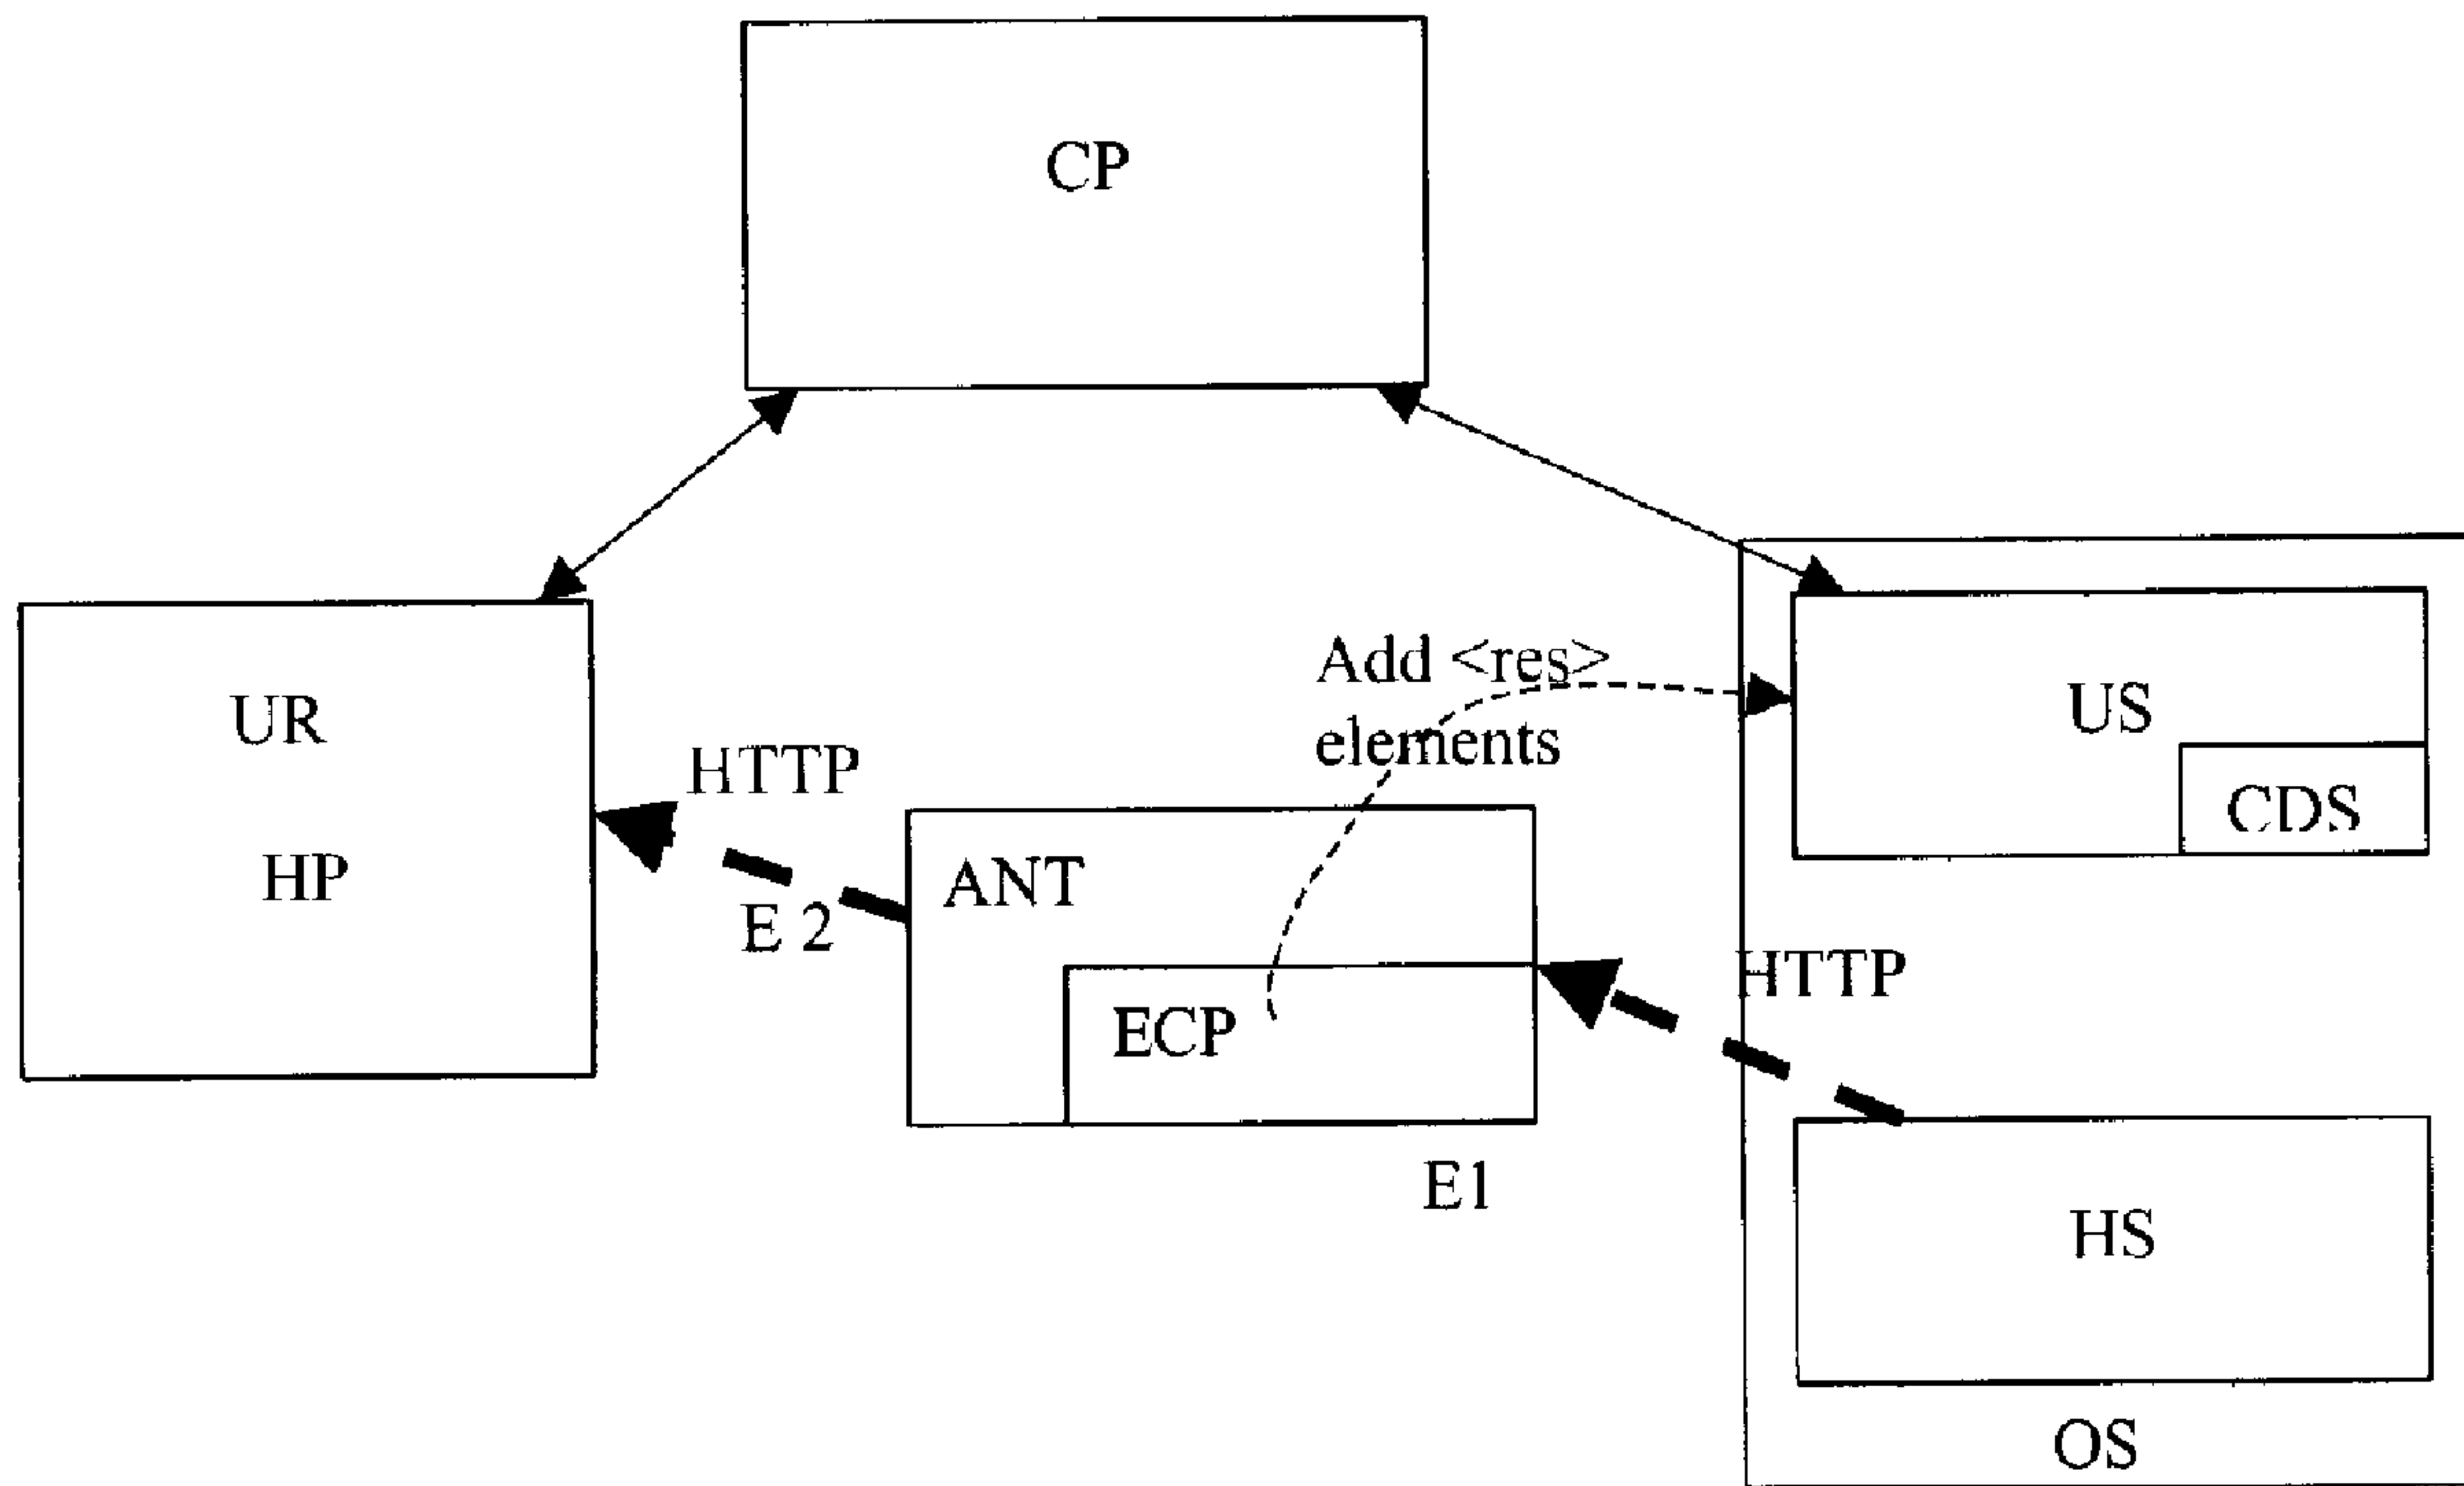 CP
Add <res>
elements
US
CDS
UR
HP
HTTP
E 2
ANT
ECP
HTTP
E1
HS
OS